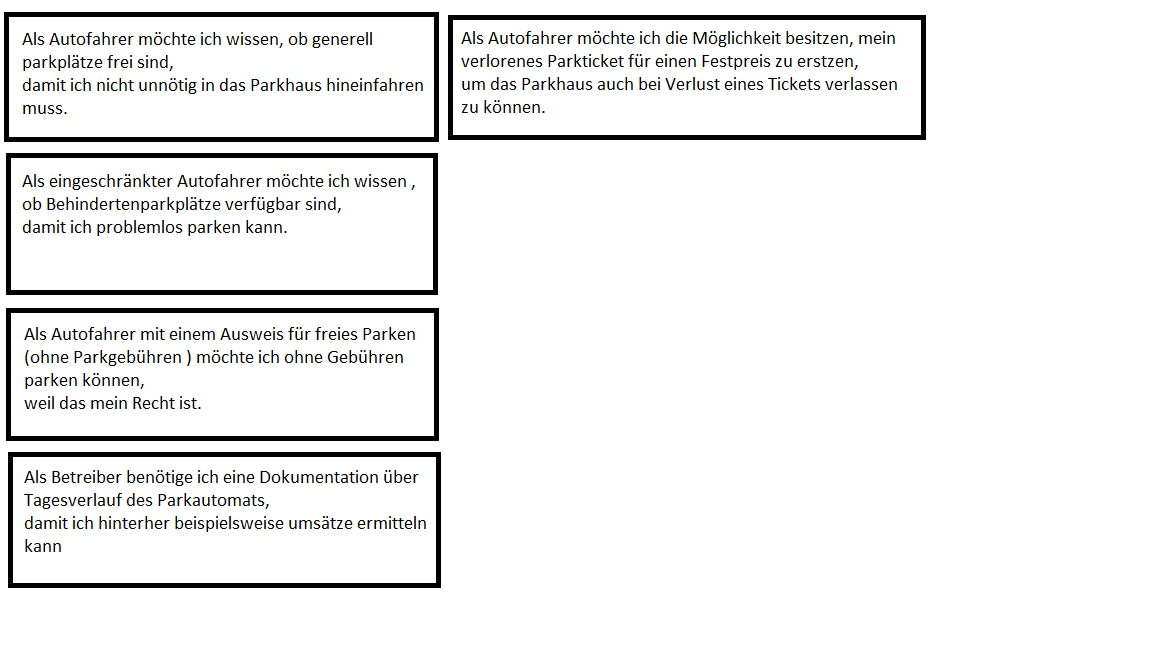 Als Autofahrer möchte ich wissen, ob generell
parkplätze frei sind,
damit ich nicht unnötig in das Parkhaus hineinfahren
muss.
Als Autofahrer möchte ich die Möglichkeit besitzen, mein
verlorenes Parkticket für einen Festpreis zu erstzen,
um das Parkhaus auch bei Verlust eines Tickets verlassen
zu können.
Als eingeschränkter Autofahrer möchte ich wissen ,
ob Behindertenparkplätze verfügbar sind,
damit ich problemlos parken kann.
Als Autofahrer mit einem Ausweis für freies Parken
(ohne Parkgebühren ) möchte ich ohne Gebühren
parken können,
weil das mein Recht ist.
Als Betreiber benötige ich eine Dokumentation über
Tagesverlauf des Parkautomats,
damit ich hinterher beispielsweise umsätze ermitteln
kann